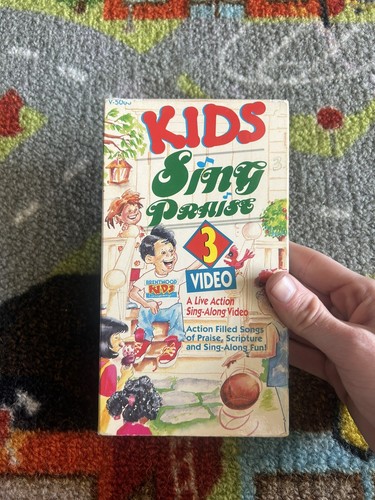 KIDS
Sing
PRAISE
3
VIDEO
BRENTWOOD
KIDS
A Live Action
Sing-Along Video
Action Filled Songs
of Praise, Scripture
and Sing-Along Fun!